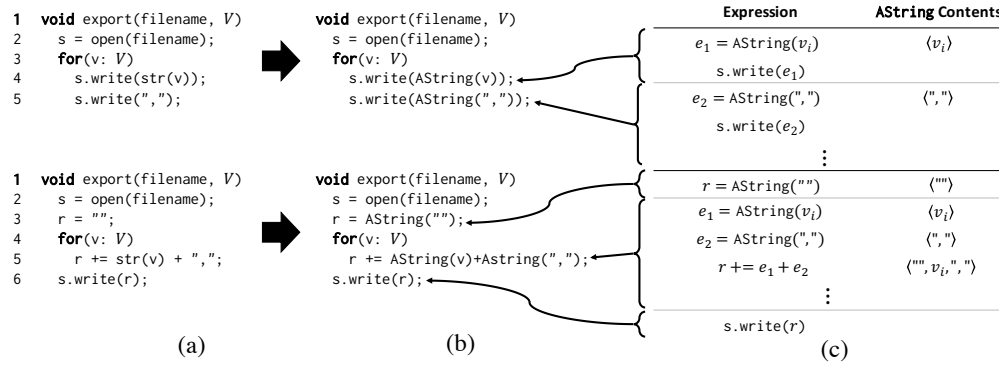 1 void export(filename, V)
2 s = open(filename);
3 for(v: V)
4 s.write(str(v));
5 s.write(",");
void export(filename, V)
s = open(filename);
for(v: V)
s.write(AString(v));
s.write(AString(","));
1 void export(filename, V)
2 s = open(filename);
3 r = "";
4 for(v: V)
5 r += str(v) + ",";
6 s.write(r);
void export(filename, V)
s = open(filename);
r = AString("");
for(v: V)
r += AString(v)+Astring(",");
s.write(r);
Expression AString Contents
e₁ = AString(vᵢ) ⟨vᵢ⟩
s.write(e₁)
e₂ = AString(",") ⟨","⟩
s.write(e₂)
⋮
r = AString("") ⟨""⟩
e₁ = AString(vᵢ) ⟨vᵢ⟩
e₂ = AString(",") ⟨","⟩
r += e₁ + e₂ ⟨"",vᵢ,","⟩
⋮
s.write(r)
(a) (b) (c)